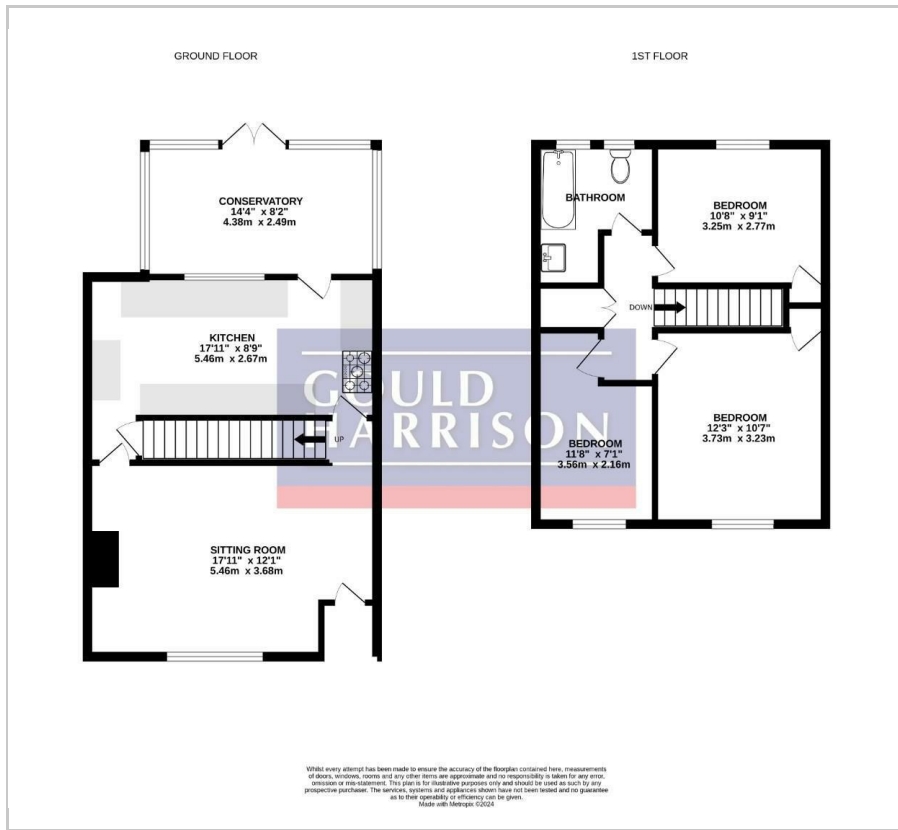 GROUND FLOOR
1ST FLOOR
CONSERVATORY
14'4" x 8'2"
4.38m x 2.49m
KITCHEN
17'11" x 8'9"
5.46m x 2.67m
UP
SITTING ROOM
17'11" x 12'1"
5.46m x 3.68m
BATHROOM
BEDROOM
10'8" x 9'1"
3.25m x 2.77m
DOWN
BEDROOM
12'3" x 10'7"
3.73m x 3.23m
BEDROOM
11'8" x 7'1"
3.56m x 2.16m
GOULD
HARRISON
Whilst every attempt has been made to ensure the accuracy of the floorplan contained here, measurements
of doors, windows, rooms and any other items are approximate and no responsibility is taken for any error,
omission or mis-statement. This plan is for illustrative purposes only and should be used as such by any
prospective purchaser. The services, systems and appliances shown have not been tested and no guarantee
as to their operability or efficiency can be given.
Made with Metropix ©2024